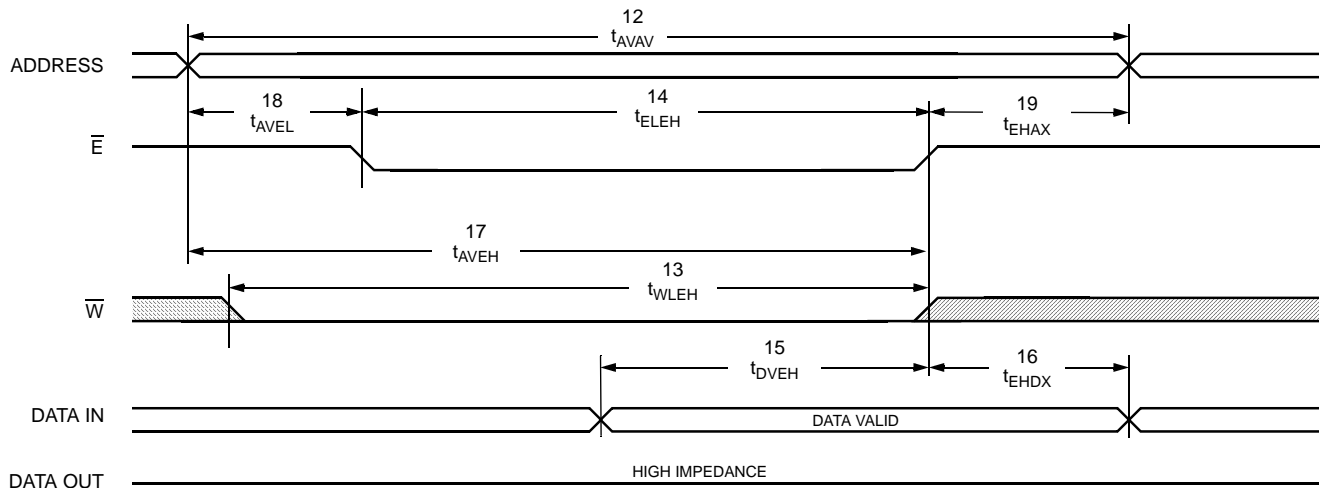 12
tAVAV
ADDRESS
18
tAVEL
14
tELEH
19
tEHAX
E̅
17
tAVEH
13
tWLEH
W̅
15
tDVEH
16
tEHDX
DATA IN
DATA VALID
DATA OUT
HIGH IMPEDANCE